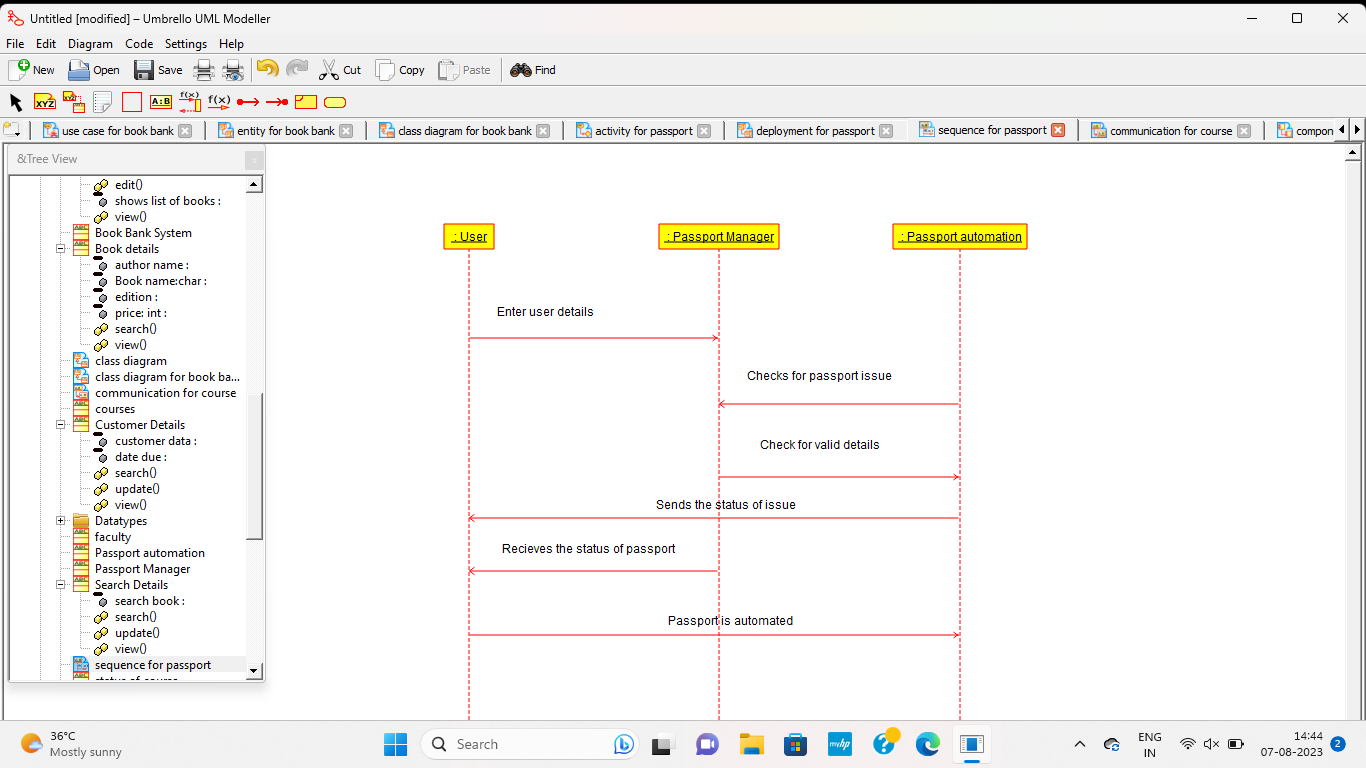 Untitled [modified] – Umbrello UML Modeller
File Edit Diagram Code Settings Help
New Open Save Cut Copy Paste Find
XYZ XYZ A:B f(x) f(x)
use case for book bank entity for book bank class diagram for book bank activity for passport deployment for passport sequence for passport communication for course compon
&Tree View
edit()
shows list of books :
view()
Book Bank System
Book details
author name :
Book name:char :
edition :
price: int :
search()
view()
class diagram
class diagram for book ba...
communication for course
courses
Customer Details
customer data :
date due :
search()
update()
view()
Datatypes
faculty
Passport automation
Passport Manager
Search Details
search book :
search()
update()
view()
sequence for passport
status of course
: User : Passport Manager : Passport automation
Enter user details
Checks for passport issue
Check for valid details
Sends the status of issue
Recieves the status of passport
Passport is automated
36°C
Mostly sunny
Search
myhp
ENG
IN
14:44
07-08-2023
2